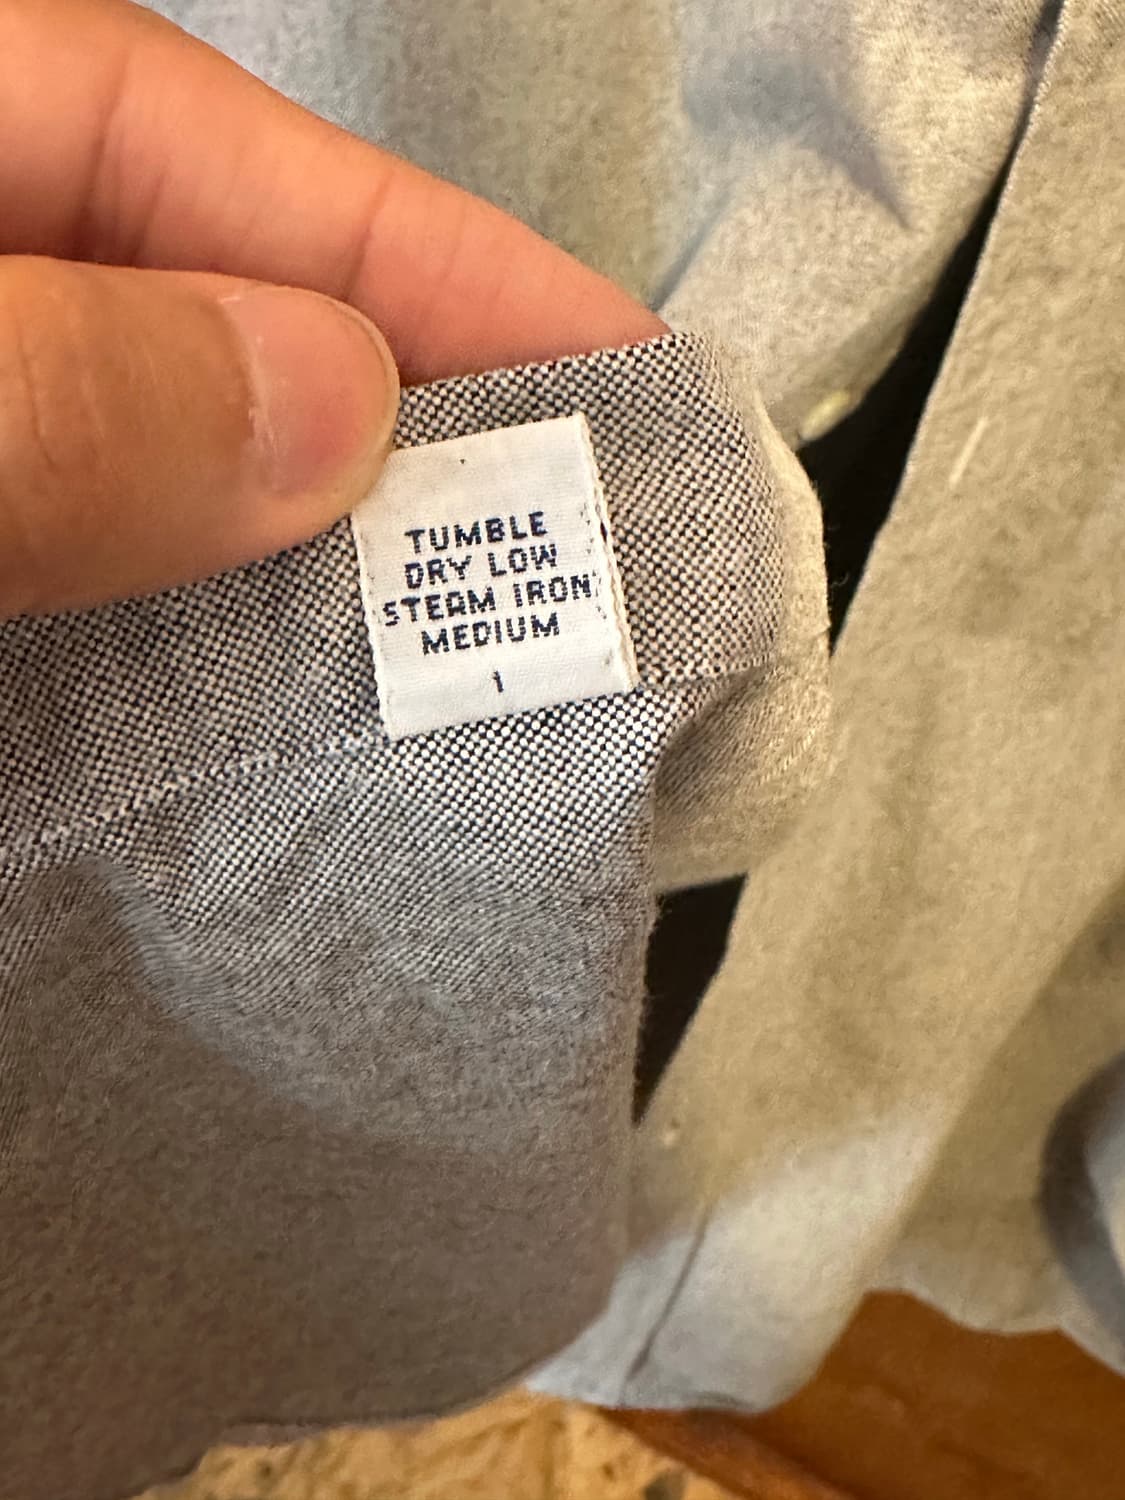 TUMBLE
DRY LOW
STEAM IRON
MEDIUM
1